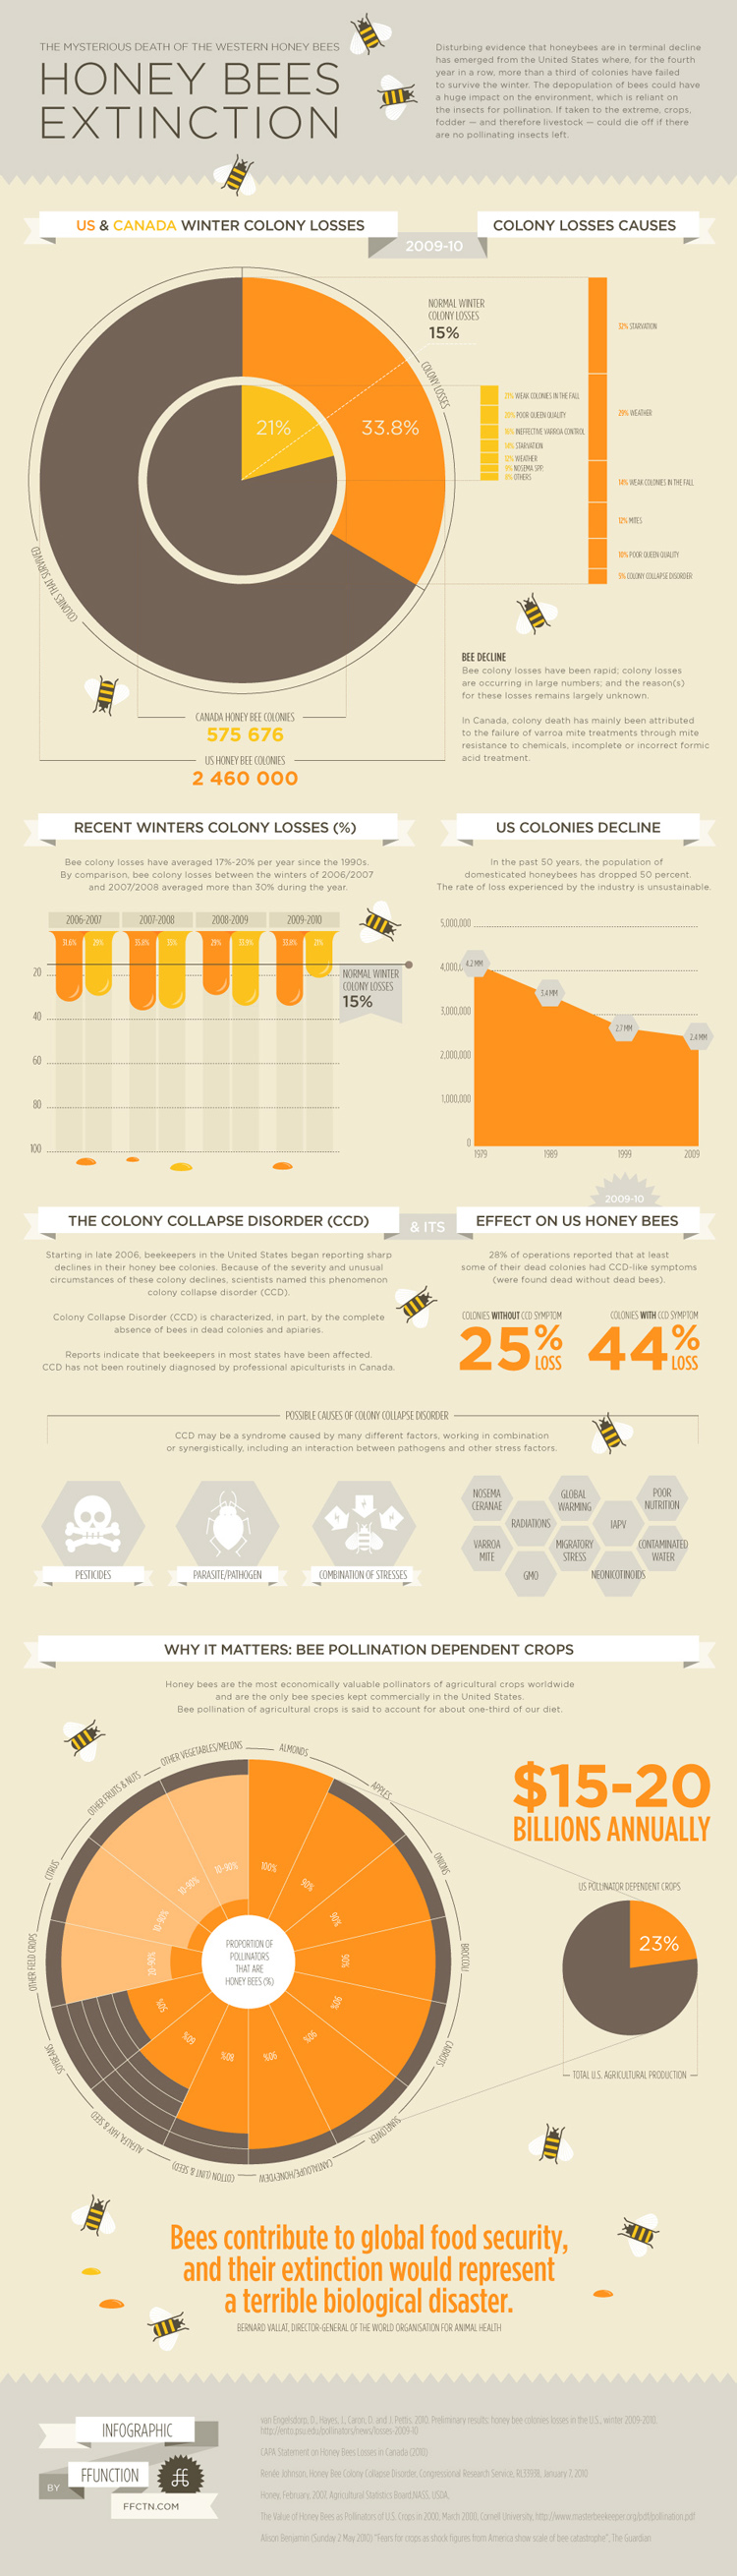 THE MYSTERIOUS DEATH OF THE WESTERN HONEY BEES
HONEY BEES
EXTINCTION
Disturbing evidence that honeybees are in terminal decline
has emerged from the United States where, for the fourth
year in a row, more than a third of colonies have failed
to survive the winter. The depopulation of bees could have
a huge impact on the environment, which is reliant on
the insects for pollination. If taken to the extreme, crops,
fodder — and therefore livestock — could die off if there
are no pollinating insects left.
US & CANADA WINTER COLONY LOSSES
2009-10
COLONY LOSSES CAUSES
NORMAL WINTER
COLONY LOSSES
15%
COLONY LOSSES
21%
33.8%
COLONIES THAT SURVIVED
21% WEAK COLONIES IN THE FALL
20% POOR QUEEN QUALITY
16% INEFFECTIVE VARROA CONTROL
14% STARVATION
12% WEATHER
NOSEMA SPP.
OTHERS
32% STARVATION
29% WEATHER
14% WEAK COLONIES IN THE FALL
12% MITES
10% POOR QUEEN QUALITY
5% COLONY COLLAPSE DISORDER
CANADA HONEY BEE COLONIES
575 676
US HONEY BEE COLONIES
2 460 000
BEE DECLINE
Bee colony losses have been rapid; colony losses
are occurring in large numbers; and the reason(s)
for these losses remains largely unknown.
In Canada, colony death has mainly been attributed
to the failure of varroa mite treatments through mite
resistance to chemicals, incomplete or incorrect formic
acid treatment.
RECENT WINTERS COLONY LOSSES (%)
Bee colony losses have averaged 17%-20% per year since the 1990s.
By comparison, bee colony losses between the winters of 2006/2007
and 2007/2008 averaged more than 30% during the year.
2006-2007 2007-2008 2008-2009 2009-2010
31.6% 29% 35.8% 35% 29% 33.9% 33.8% 21%
20
40
60
80
100
NORMAL WINTER
COLONY LOSSES
15%
US COLONIES DECLINE
In the past 50 years, the population of
domesticated honeybees has dropped 50 percent.
The rate of loss experienced by the industry is unsustainable.
5,000,000
4,000,0
3,000,000
2,000,000
1,000,000
0
4.2 MM
3.4 MM
2.7 MM
2.4 MM
1979 1989 1999 2009
THE COLONY COLLAPSE DISORDER (CCD)
& ITS
2009-10
EFFECT ON US HONEY BEES
Starting in late 2006, beekeepers in the United States began reporting sharp
declines in their honey bee colonies. Because of the severity and unusual
circumstances of these colony declines, scientists named this phenomenon
colony collapse disorder (CCD).
Colony Collapse Disorder (CCD) is characterized, in part, by the complete
absence of bees in dead colonies and apiaries.
Reports indicate that beekeepers in most states have been affected.
CCD has not been routinely diagnosed by professional apiculturists in Canada.
28% of operations reported that at least
some of their dead colonies had CCD-like symptoms
(were found dead without dead bees).
COLONIES WITHOUT CCD SYMPTOM
25% LOSS
COLONIES WITH CCD SYMPTOM
44% LOSS
POSSIBLE CAUSES OF COLONY COLLAPSE DISORDER
CCD may be a syndrome caused by many different factors, working in combination
or synergistically, including an interaction between pathogens and other stress factors.
PESTICIDES
PARASITE/PATHOGEN
COMBINATION OF STRESSES
NOSEMA
CERANAE
RADIATIONS
GLOBAL
WARMING
IAPV
POOR
NUTRITION
VARROA
MITE
GMO
MIGRATORY
STRESS
NEONICOTINOIDS
CONTAMINATED
WATER
WHY IT MATTERS: BEE POLLINATION DEPENDENT CROPS
Honey bees are the most economically valuable pollinators of agricultural crops worldwide
and are the only bee species kept commercially in the United States.
Bee pollination of agricultural crops is said to account for about one-third of our diet.
ALMONDS
APPLES
ONIONS
BROCCOLI
CARROTS
SUNFLOWER
CANTALOUPE/HONEYDEW
COTTON (LINT & SEED)
ALFALFA, HAY & SEED
SOYBEANS
OTHER FIELD CROPS
CITRUS
OTHER FRUITS & NUTS
OTHER VEGETABLES/MELONS
100%
90%
90%
90%
90%
90%
90%
80%
60%
50%
20-90%
10-90%
10-90%
10-90%
PROPORTION OF
POLLINATORS
THAT ARE
HONEY BEES (%)
$15-20
BILLIONS ANNUALLY
US POLLINATOR DEPENDENT CROPS
23%
TOTAL U.S. AGRICULTURAL PRODUCTION
Bees contribute to global food security,
and their extinction would represent
a terrible biological disaster.
BERNARD VALLAT, DIRECTOR-GENERAL OF THE WORLD ORGANISATION FOR ANIMAL HEALTH
INFOGRAPHIC
BY
FFUNCTION
FFCTN.COM
van Engelsdorp, D., Hayes, J., Caron, D. and J. Pettis. 2010. Preliminary results: honey bee colonies losses in the U.S., winter 2009-2010.
http://ento.psu.edu/pollinators/news/losses-2009-10
CAPA Statement on Honey Bees Losses in Canada (2010)
Renée Johnson, Honey Bee Colony Collapse Disorder, Congressional Research Service, RL33938, January 7, 2010
Honey, February, 2007, Agricultural Statistics Board, NASS, USDA,
The Value of Honey Bees as Pollinators of U.S. Crops in 2000, March 2000, Cornell University, http://www.masterbeekeeper.org/pdf/pollination.pdf
Alison Benjamin (Sunday 2 May 2010) "Fears for crops as shock figures from America show scale of bee catastrophe", The Guardian